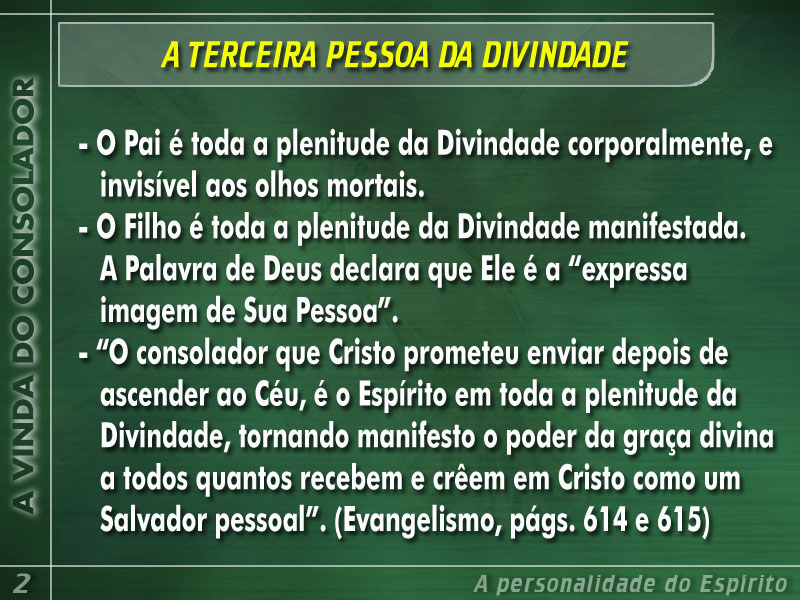 A TERCEIRA PESSOA DA DIVINDADE
A VINDA DO CONSOLADOR
- O Pai é toda a plenitude da Divindade corporalmente, e
invisível aos olhos mortais.
- O Filho é toda a plenitude da Divindade manifestada.
A Palavra de Deus declara que Ele é a “expressa
imagem de Sua Pessoa”.
- “O consolador que Cristo prometeu enviar depois de
ascender ao Céu, é o Espírito em toda a plenitude da
Divindade, tornando manifesto o poder da graça divina
a todos quantos recebem e crêem em Cristo como um
Salvador pessoal”. (Evangelismo, págs. 614 e 615)
2
A personalidade do Espírito